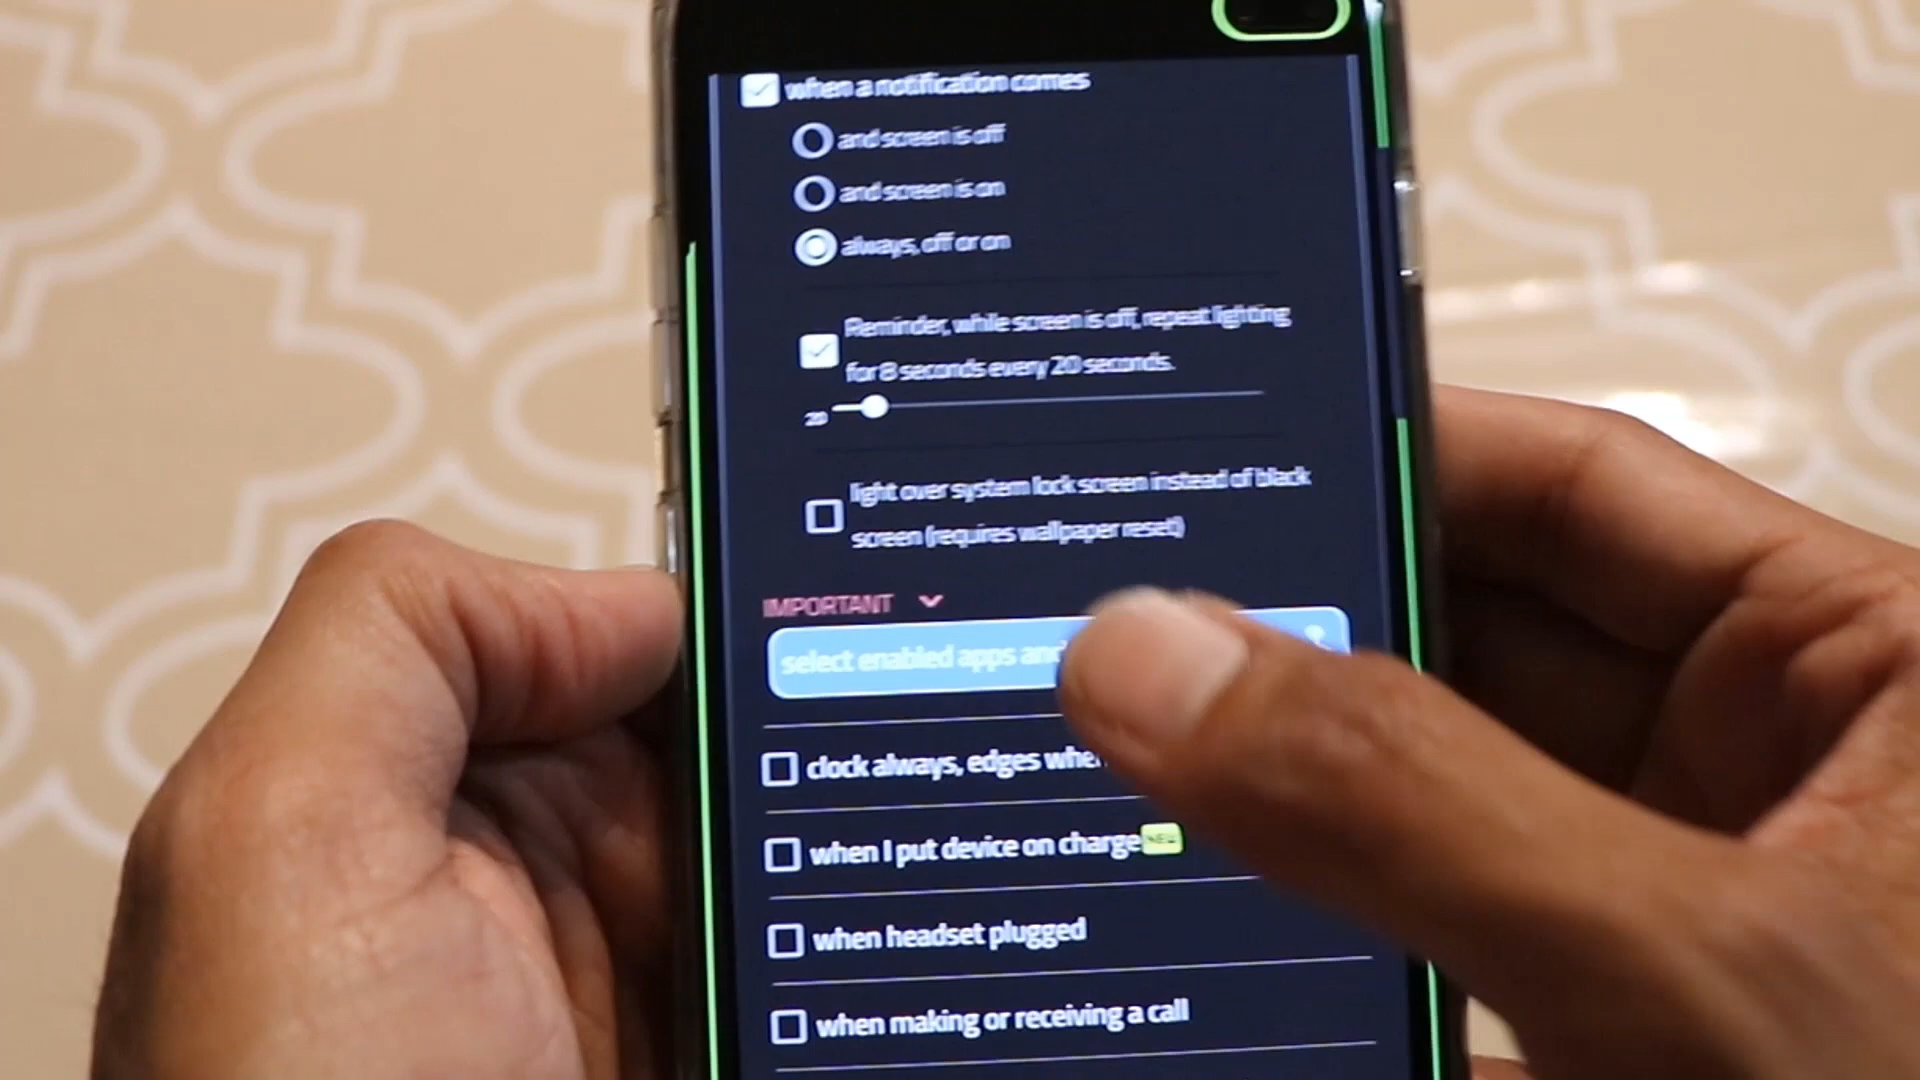 when a notification comes
and screen is off
and screen is on
always, off or on
Reminder, while screen is off, repeat lighting
for 8 seconds every 20 seconds.
20
light over system lock screen instead of black
screen (requires wallpaper reset)
IMPORTANT
select enabled apps and
clock always, edges when
when I put device on charge NEW
when headset plugged
when making or receiving a call